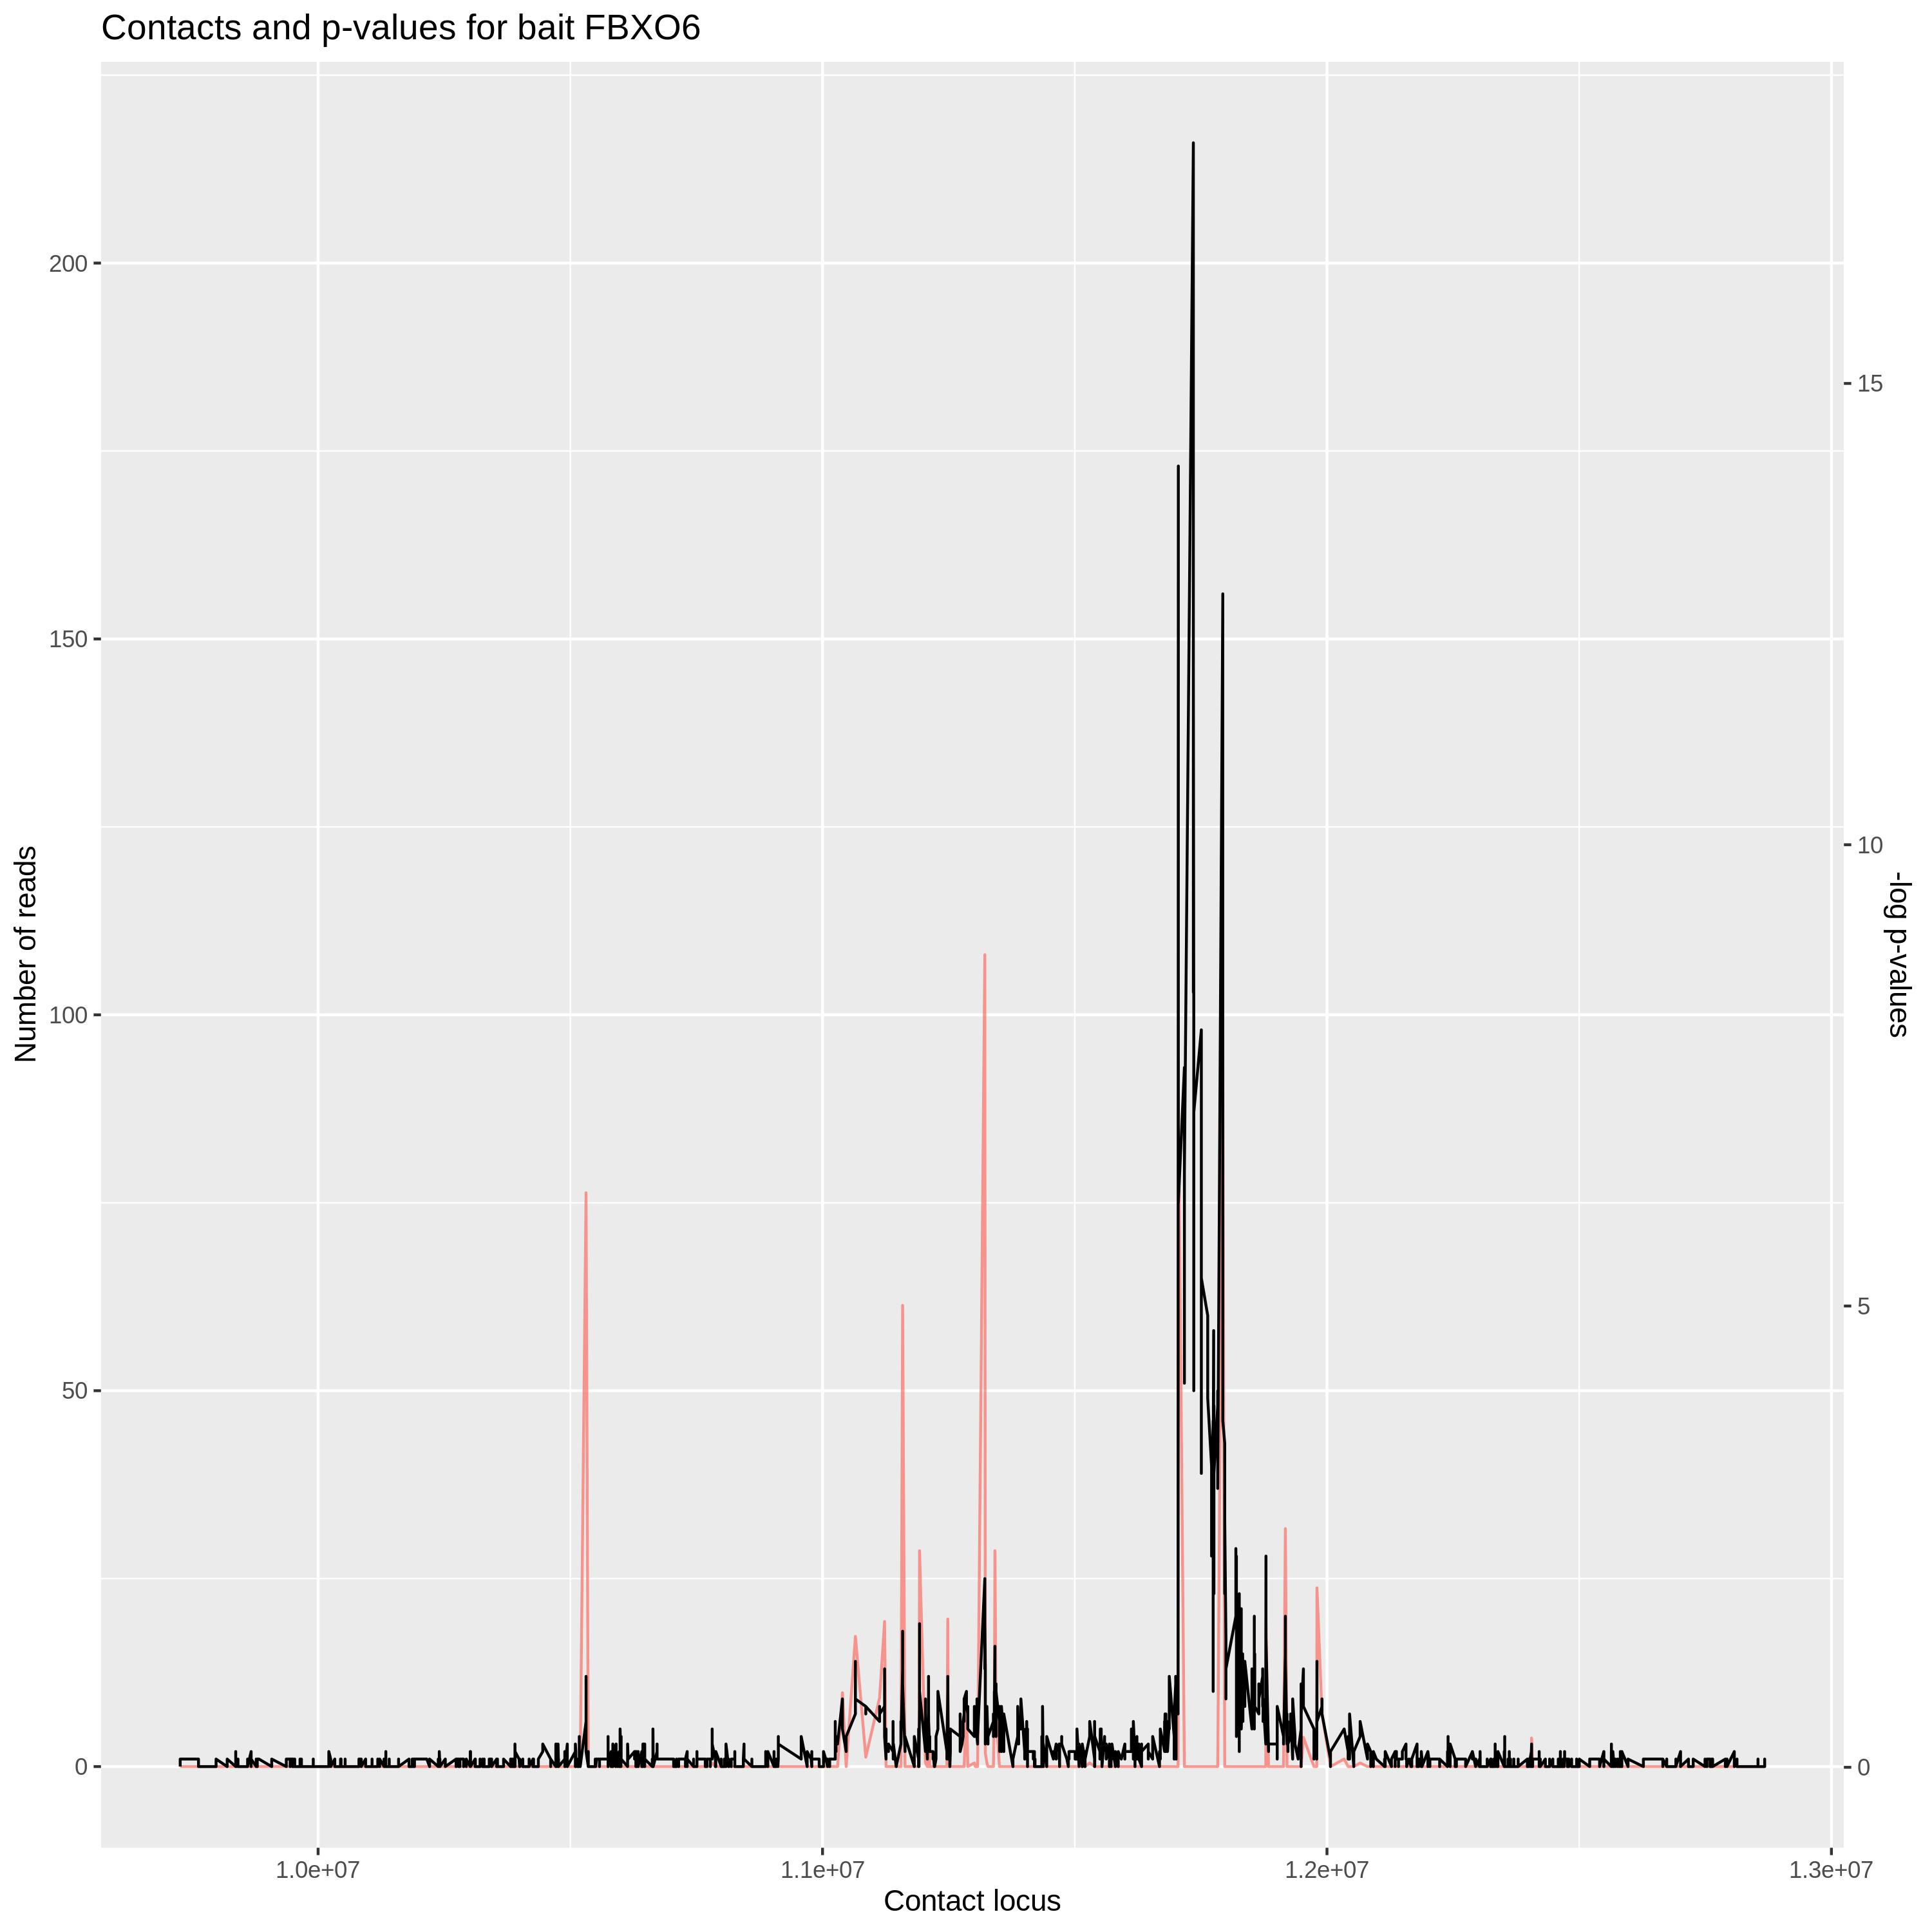 Contacts and p-values for bait FBXO6
200
150
100
50
0
Number of reads
15
10
5
0
-log p-values
1.0e+07
1.1e+07
1.2e+07
1.3e+07
Contact locus